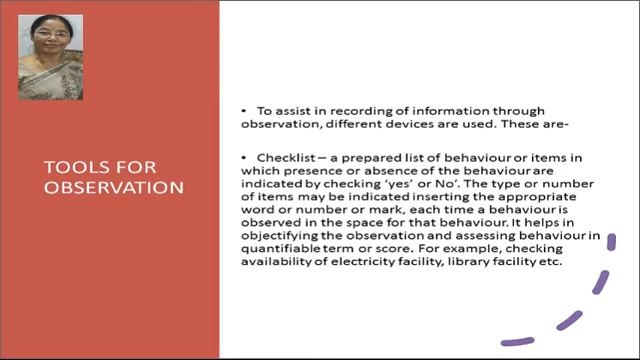 TOOLS FOR
OBSERVATION
• To assist in recording of information through
observation, different devices are used. These are-
• Checklist – a prepared list of behaviour or items in
which presence or absence of the behaviour are
indicated by checking ‘yes’ or No’. The type or number
of items may be indicated inserting the appropriate
word or number or mark, each time a behaviour is
observed in the space for that behaviour. It helps in
objectifying the observation and assessing behaviour in
quantifiable term or score. For example, checking
availability of electricity facility, library facility etc.